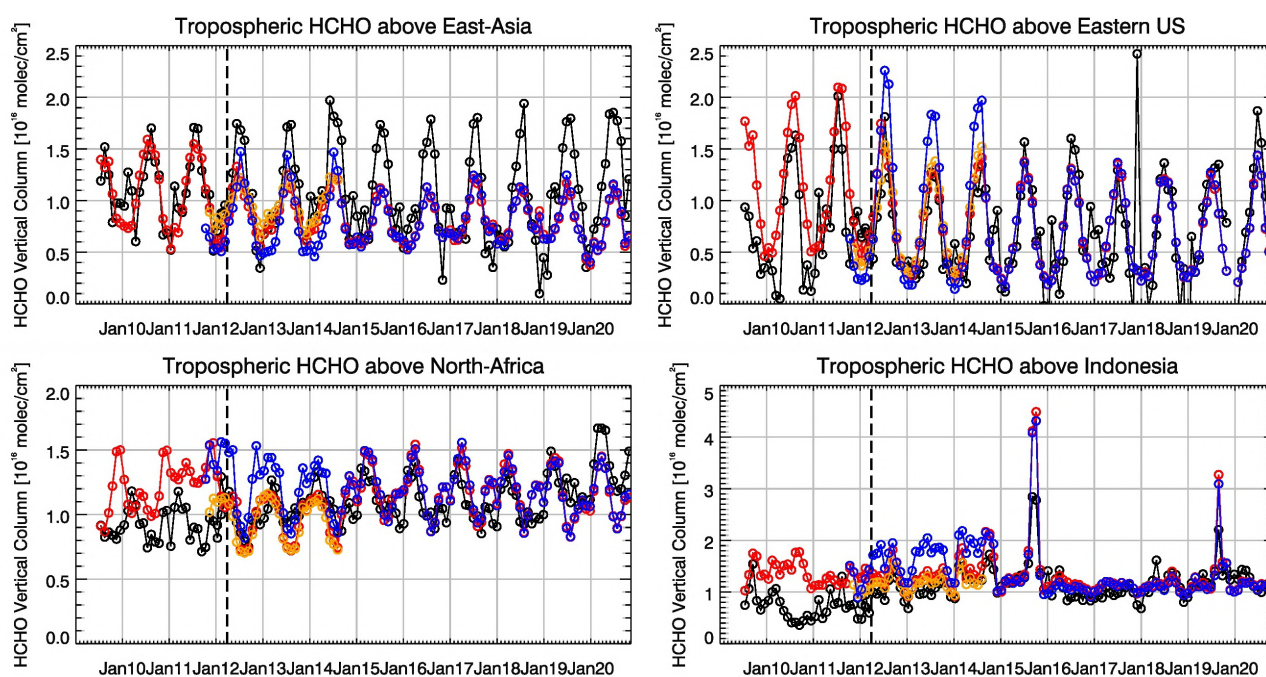 Tropospheric HCHO above East-Asia
HCHO Vertical Column [10¹⁶ molec/cm²]
2.5
2.0
1.5
1.0
0.5
0.0
Jan10Jan11Jan12Jan13Jan14Jan15Jan16Jan17Jan18Jan19Jan20
Tropospheric HCHO above Eastern US
HCHO Vertical Column [10¹⁶ molec/cm²]
2.5
2.0
1.5
1.0
0.5
0.0
Jan10Jan11Jan12Jan13Jan14Jan15Jan16Jan17Jan18Jan19Jan20
Tropospheric HCHO above North-Africa
HCHO Vertical Column [10¹⁶ molec/cm²]
2.0
1.5
1.0
0.5
0.0
Jan10Jan11Jan12Jan13Jan14Jan15Jan16Jan17Jan18Jan19Jan20
Tropospheric HCHO above Indonesia
HCHO Vertical Column [10¹⁶ molec/cm²]
5
4
3
2
1
0
Jan10Jan11Jan12Jan13Jan14Jan15Jan16Jan17Jan18Jan19Jan20